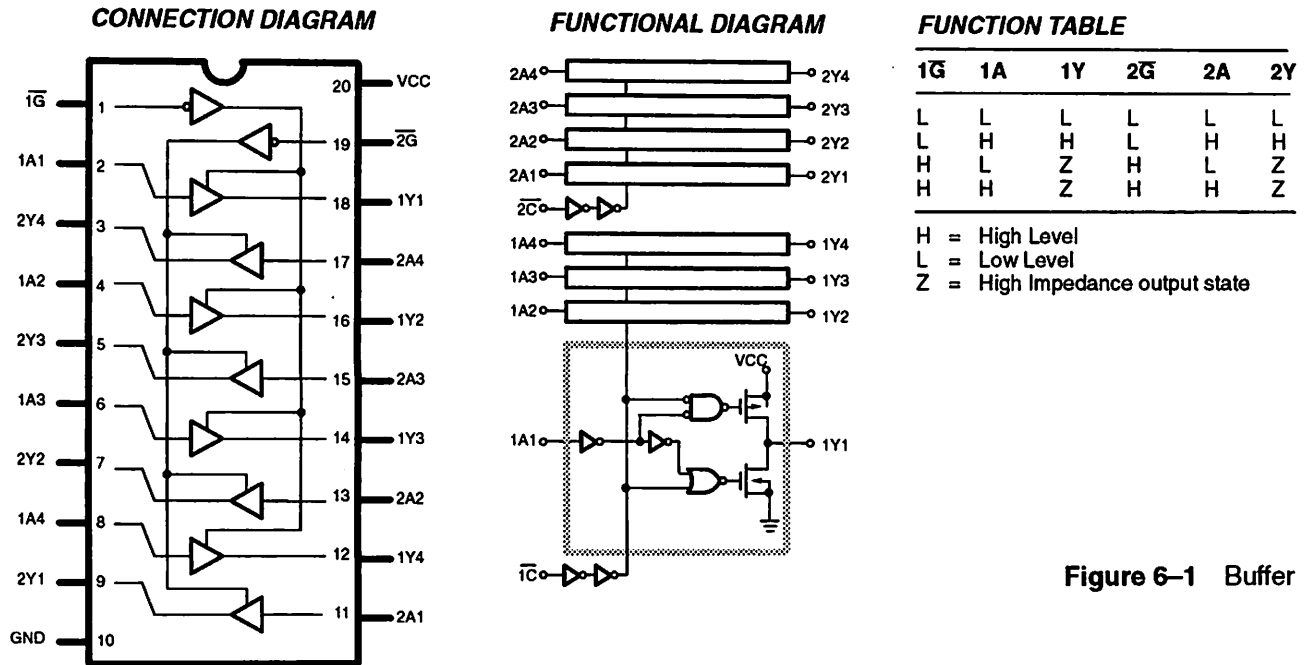 CONNECTION DIAGRAM
1G̅
1A1
2Y4
1A2
2Y3
1A3
2Y2
1A4
2Y1
GND
1
2
3
4
5
6
7
8
9
10
20
19
18
17
16
15
14
13
12
11
VCC
2G̅
1Y1
2A4
1Y2
2A3
1Y3
2A2
1Y4
2A1
FUNCTIONAL DIAGRAM
2A4 2Y4
2A3 2Y3
2A2 2Y2
2A1 2Y1
2C̅
1A4 1Y4
1A3 1Y3
1A2 1Y2
VCC
1A1 1Y1
1C̅
FUNCTION TABLE
1G̅ 1A 1Y 2G̅ 2A 2Y
L L L L L L
L H H L H H
H L Z H L Z
H H Z H H Z
H = High Level
L = Low Level
Z = High Impedance output state
Figure 6–1 Buffer